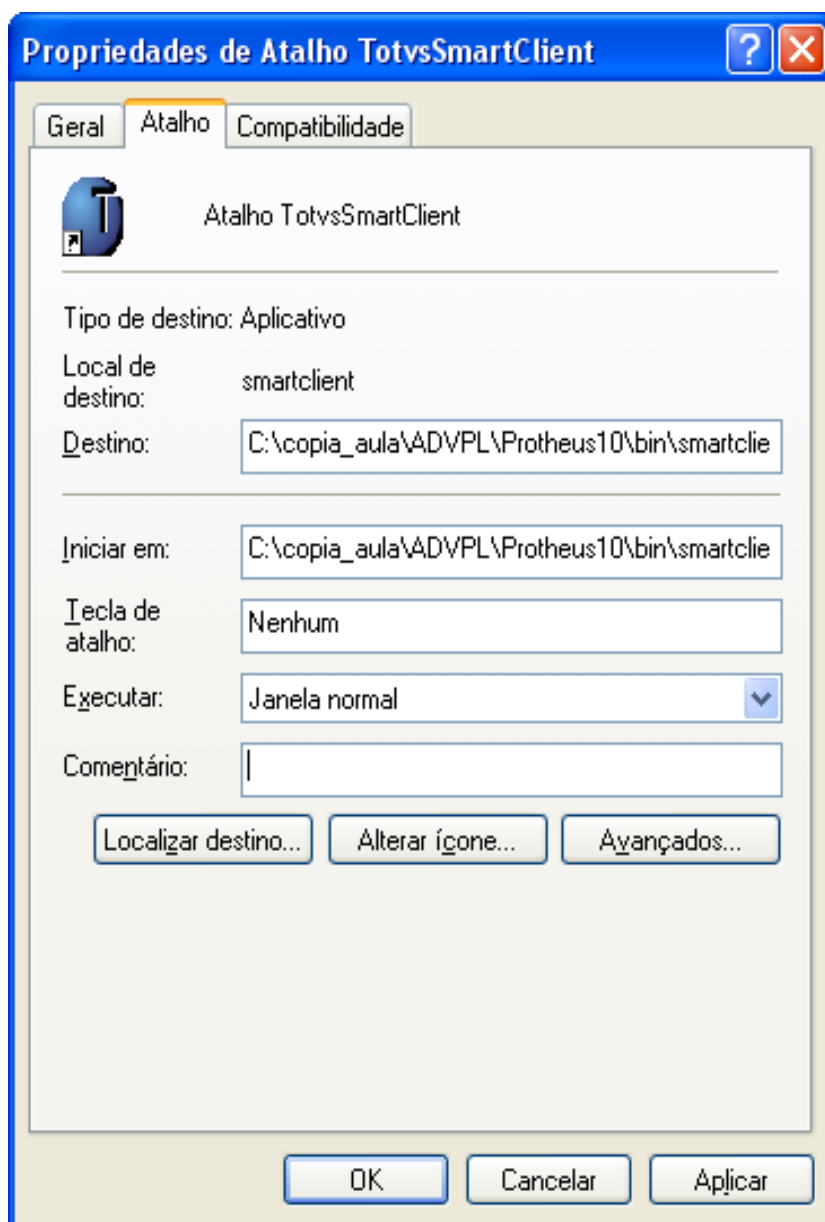 Propriedades de Atalho TotvsSmartClient
Geral Atalho Compatibilidade
Atalho TotvsSmartClient
Tipo de destino: Aplicativo
Local de
destino: smartclient
Destino: C:\copia_aula\ADVPL\Protheus10\bin\smartclie
Iniciar em: C:\copia_aula\ADVPL\Protheus10\bin\smartclie
Tecla de
atalho: Nenhum
Executar: Janela normal
Comentário:
Localizar destino... Alterar ícone... Avançados...
OK Cancelar Aplicar